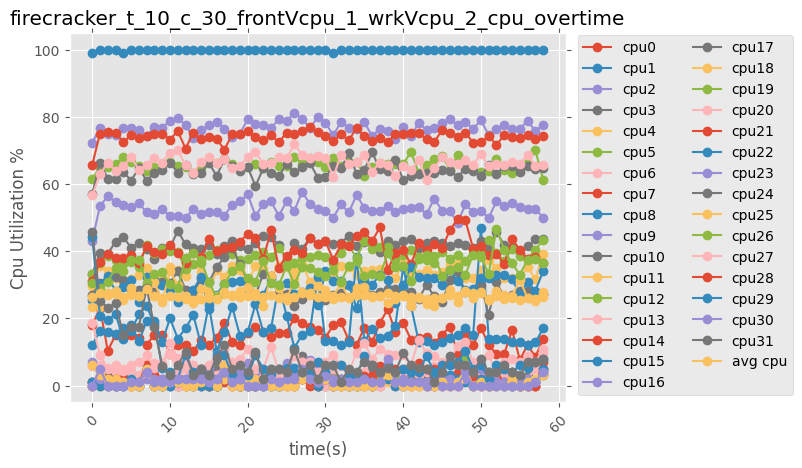 firecracker_t_10_c_30_frontVcpu_1_wrkVcpu_2_cpu_overtime
Cpu Utilization %
100
80
60
40
20
0
0
10
20
30
40
50
60
time(s)
cpu0
cpu1
cpu2
cpu3
cpu4
cpu5
cpu6
cpu7
cpu8
cpu9
cpu10
cpu11
cpu12
cpu13
cpu14
cpu15
cpu16
cpu17
cpu18
cpu19
cpu20
cpu21
cpu22
cpu23
cpu24
cpu25
cpu26
cpu27
cpu28
cpu29
cpu30
cpu31
avg cpu